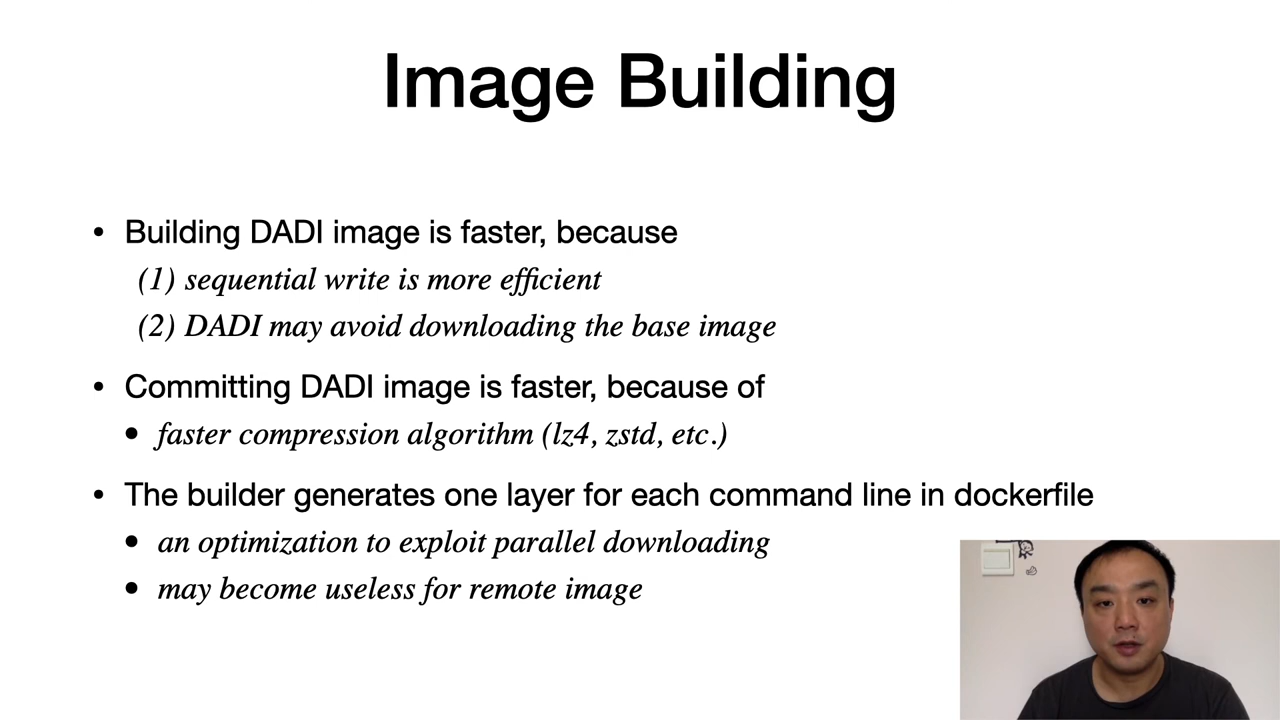 Image Building
• Building DADI image is faster, because
(1) sequential write is more efficient
(2) DADI may avoid downloading the base image
• Committing DADI image is faster, because of
• faster compression algorithm (lz4, zstd, etc.)
• The builder generates one layer for each command line in dockerfile
• an optimization to exploit parallel downloading
• may become useless for remote image